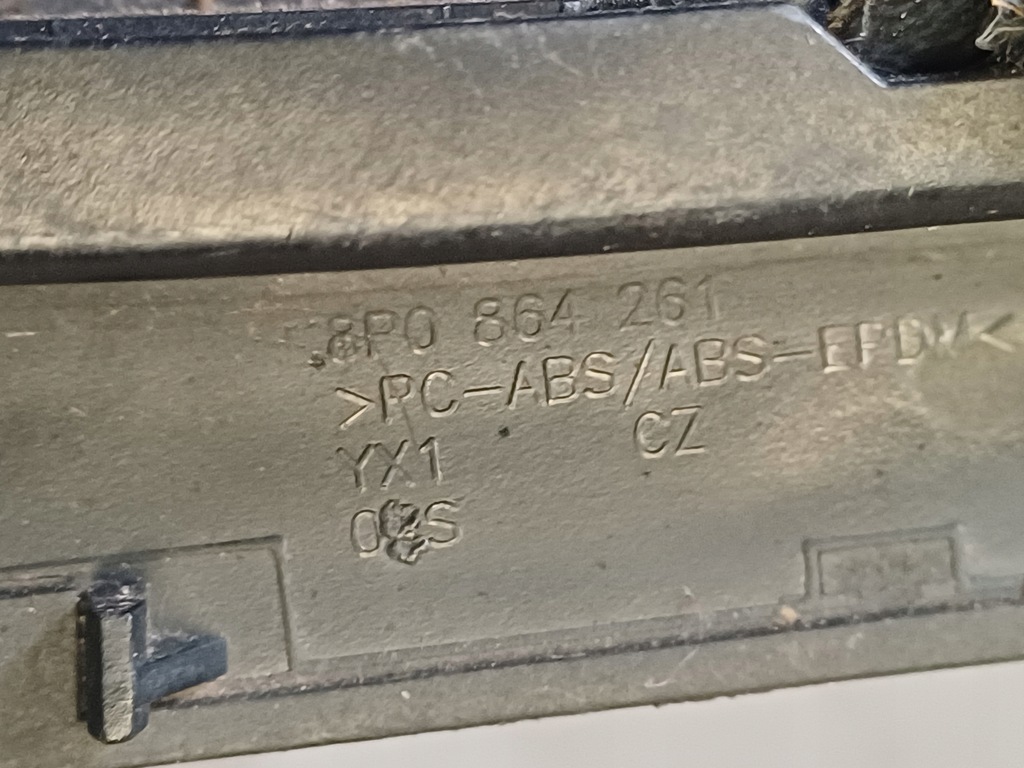 8P0 864 261
>PC-ABS/ABS-EPDM<
YX1 CZ